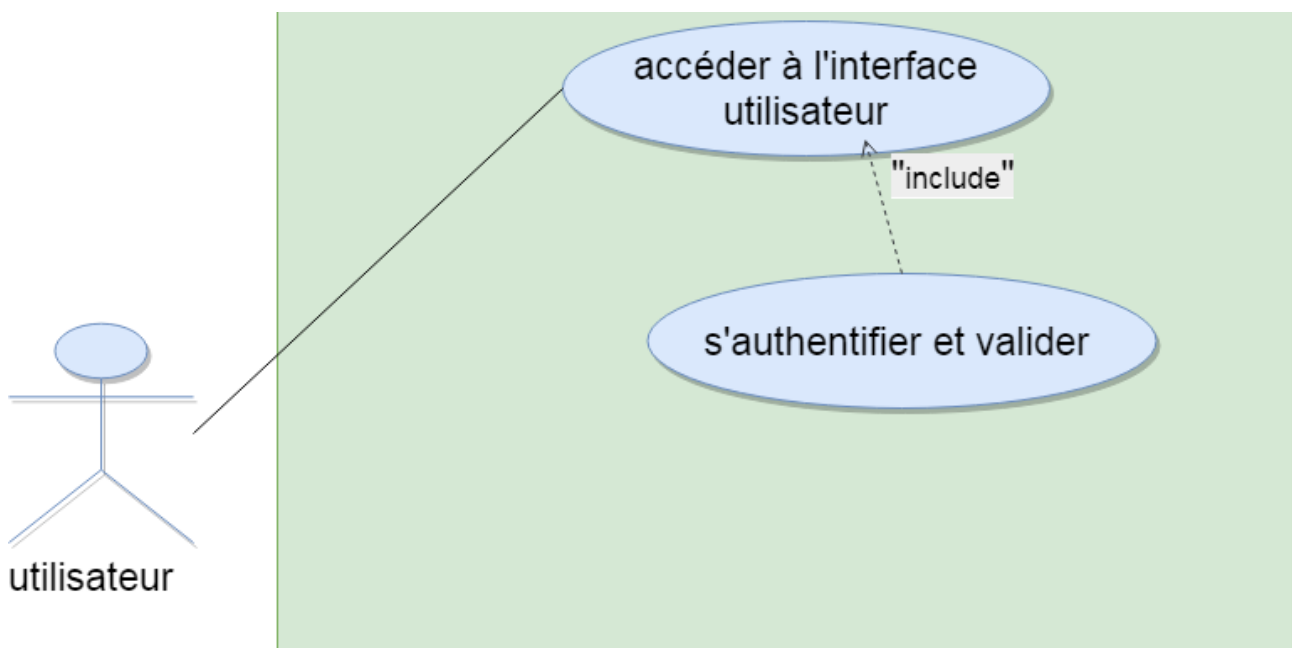 accéder à l'interface
utilisateur
"include"
s'authentifier et valider
utilisateur